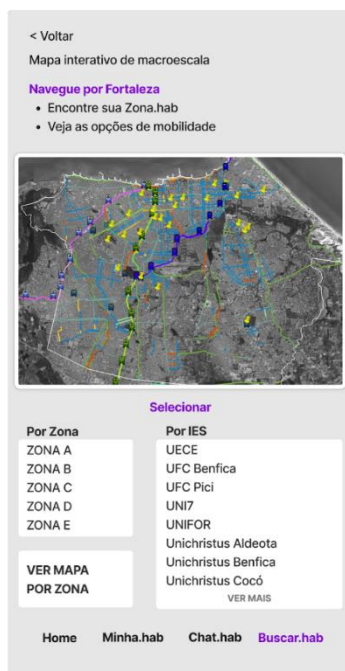 < Voltar
Mapa interativo de macroescala
Navegue por Fortaleza
• Encontre sua Zona.hab
• Veja as opções de mobilidade
Selecionar
Por Zona
ZONA A
ZONA B
ZONA C
ZONA D
ZONA E
VER MAPA
POR ZONA
Por IES
UECE
UFC Benfica
UFC Pici
UNI7
UNIFOR
Unichristus Aldeota
Unichristus Benfica
Unichristus Cocó
VER MAIS
Home Minha.hab Chat.hab Buscar.hab